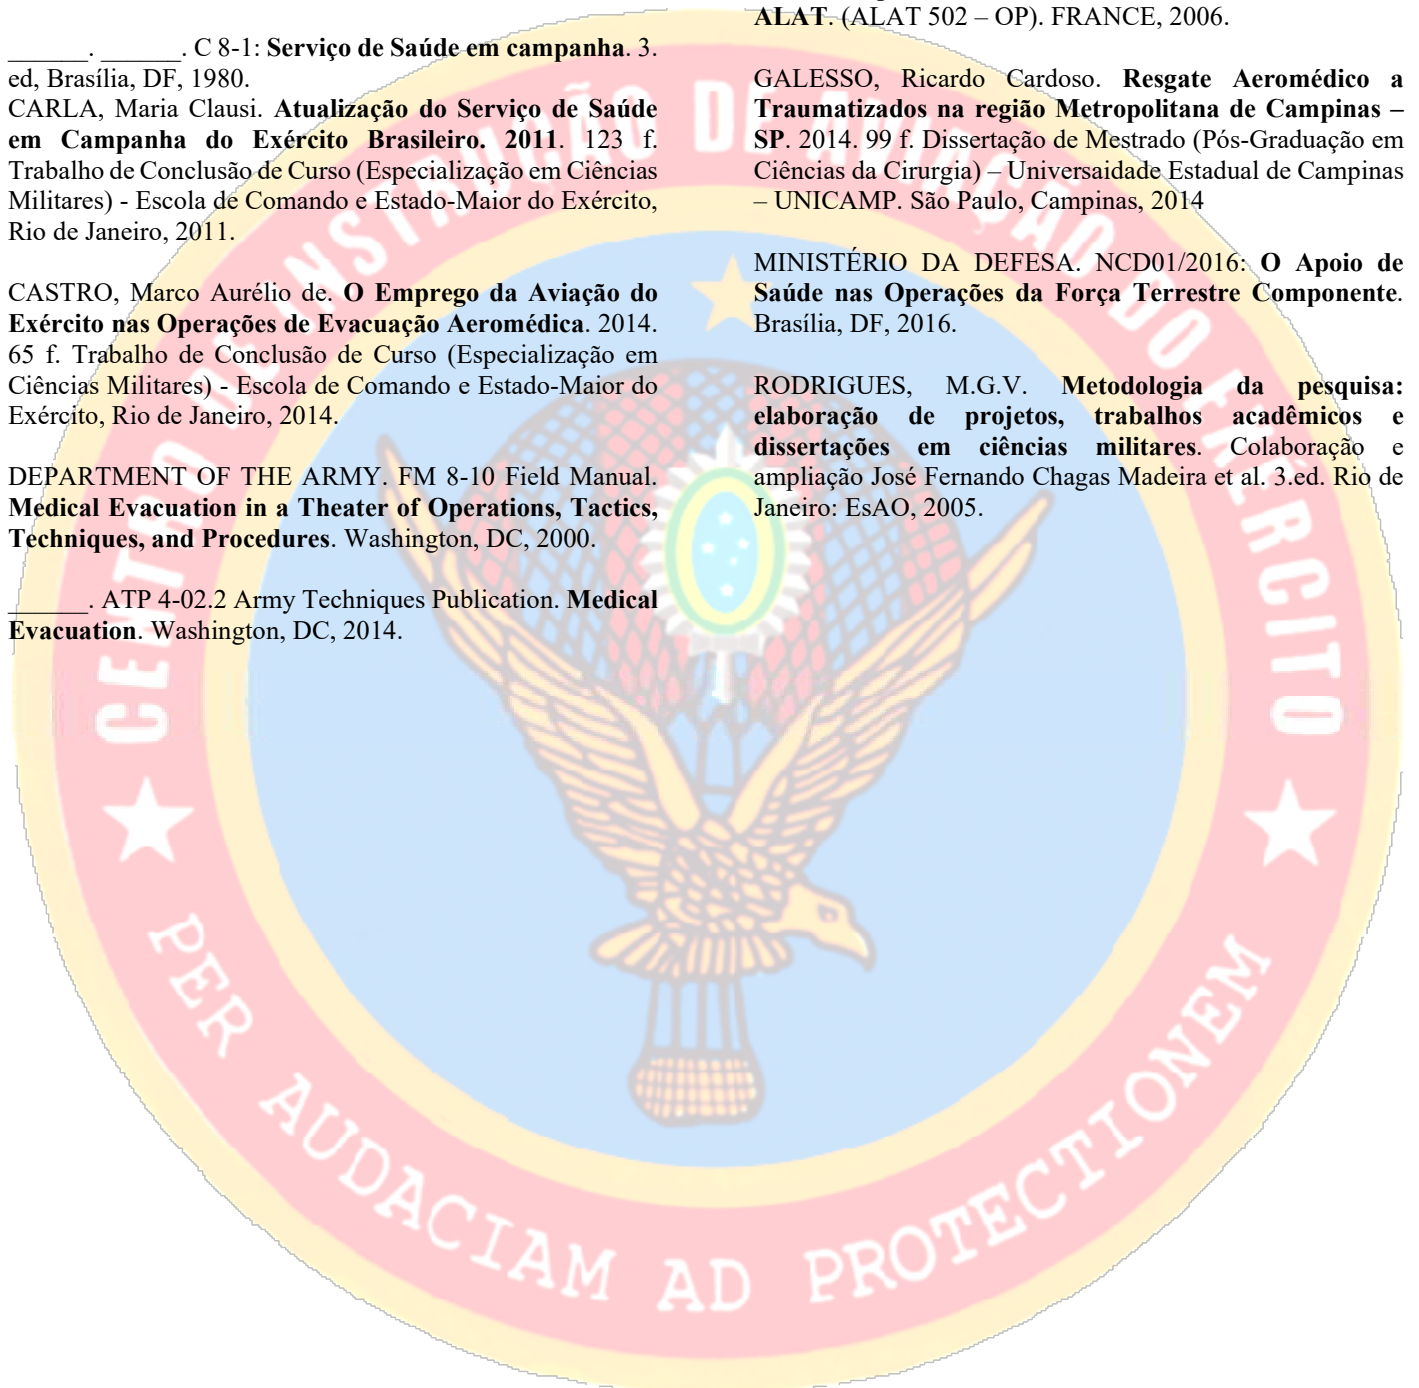 ______. ______. C 8-1: Serviço de Saúde em campanha. 3.
ed, Brasília, DF, 1980.
CARLA, Maria Clausi. Atualização do Serviço de Saúde
em Campanha do Exército Brasileiro. 2011. 123 f.
Trabalho de Conclusão de Curso (Especialização em Ciências
Militares) - Escola de Comando e Estado-Maior do Exército,
Rio de Janeiro, 2011.
CASTRO, Marco Aurélio de. O Emprego da Aviação do
Exército nas Operações de Evacuação Aeromédica. 2014.
65 f. Trabalho de Conclusão de Curso (Especialização em
Ciências Militares) - Escola de Comando e Estado-Maior do
Exército, Rio de Janeiro, 2014.
DEPARTMENT OF THE ARMY. FM 8-10 Field Manual.
Medical Evacuation in a Theater of Operations, Tactics,
Techniques, and Procedures. Washington, DC, 2000.
______. ATP 4-02.2 Army Techniques Publication. Medical
Evacuation. Washington, DC, 2014.
ALAT. (ALAT 502 – OP). FRANCE, 2006.
GALESSO, Ricardo Cardoso. Resgate Aeromédico a
Traumatizados na região Metropolitana de Campinas –
SP. 2014. 99 f. Dissertação de Mestrado (Pós-Graduação em
Ciências da Cirurgia) – Universaidade Estadual de Campinas
– UNICAMP. São Paulo, Campinas, 2014
MINISTÉRIO DA DEFESA. NCD01/2016: O Apoio de
Saúde nas Operações da Força Terrestre Componente.
Brasília, DF, 2016.
RODRIGUES, M.G.V. Metodologia da pesquisa:
elaboração de projetos, trabalhos acadêmicos e
dissertações em ciências militares. Colaboração e
ampliação José Fernando Chagas Madeira et al. 3.ed. Rio de
Janeiro: EsAO, 2005.
CENTRO DE INSTRUÇÃO DE AVIAÇÃO DO EXÉRCITO
PER AUDACIAM AD PROTECTIONEM